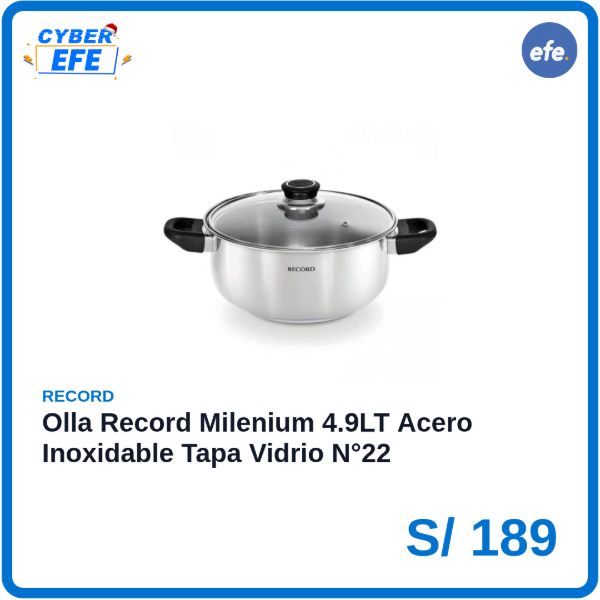 CYBER
EFE
efe.
RECORD
RECORD
Olla Record Milenium 4.9LT Acero
Inoxidable Tapa Vidrio N°22
S/ 189